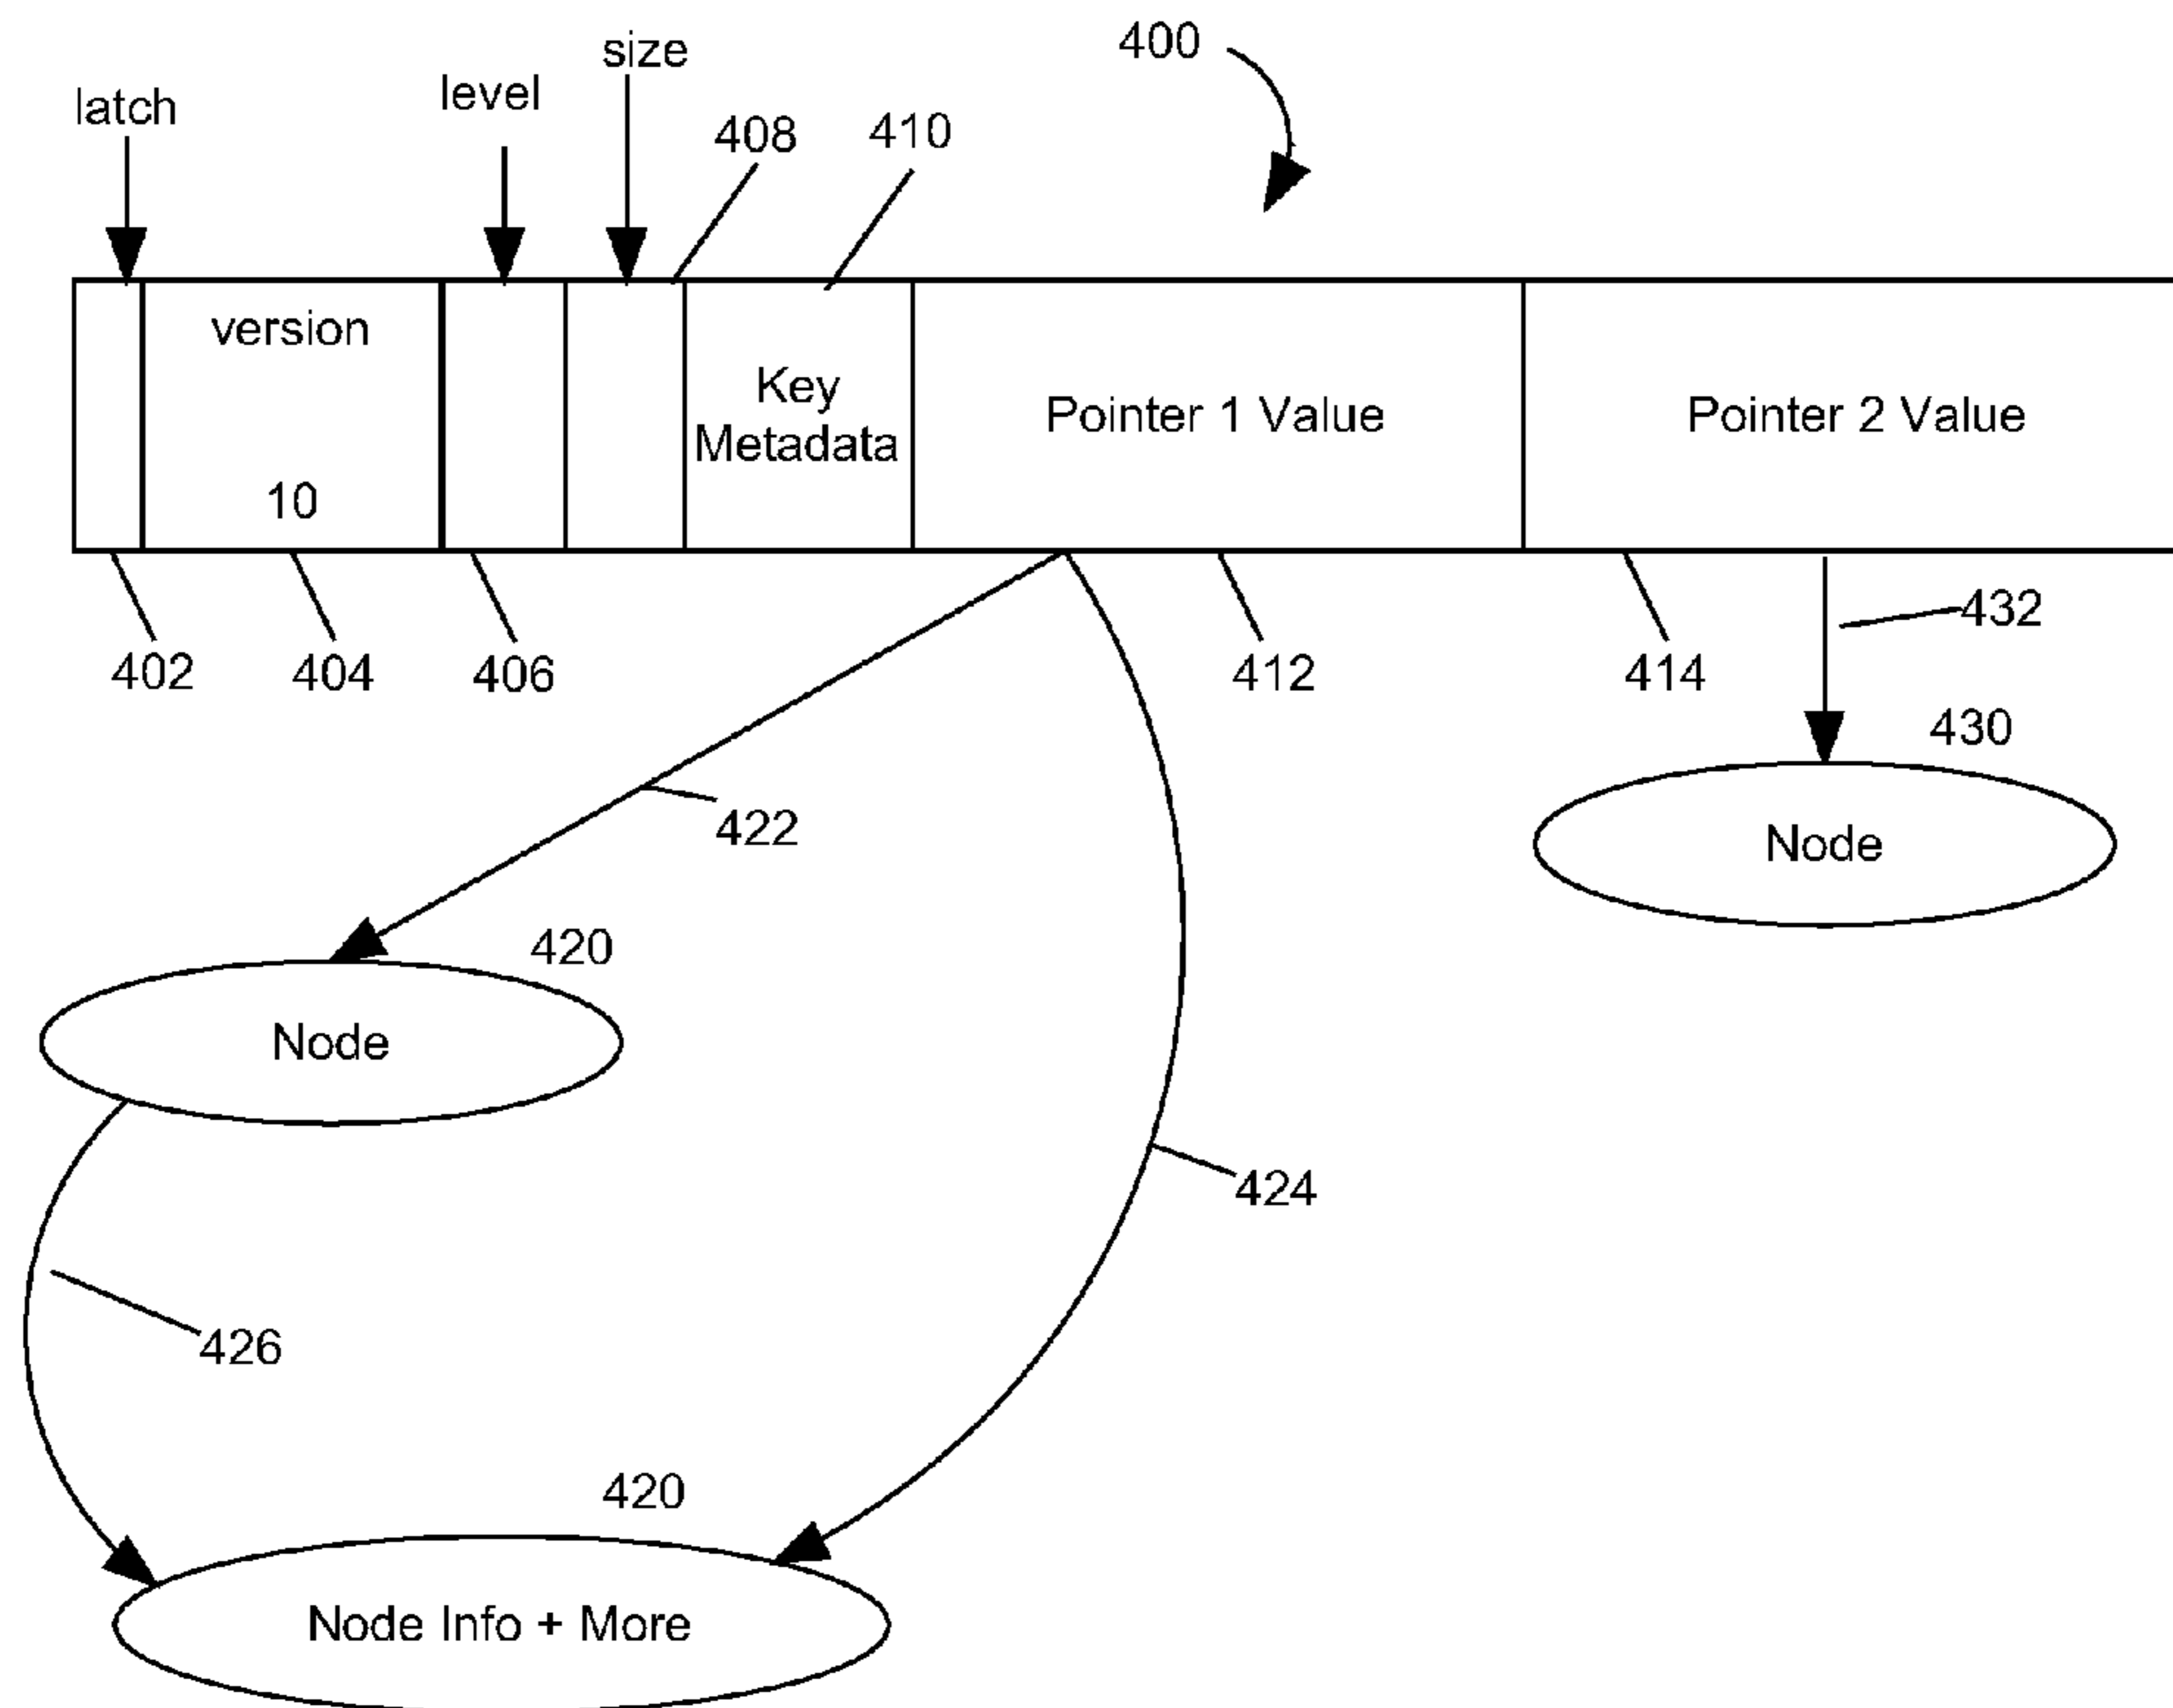 400
size
level
latch
408
410
version
Key
Metadata
Pointer 1 Value
Pointer 2 Value
10
432
402
404
406
412
414
430
422
Node
420
Node
424
426
420
Node Info + More